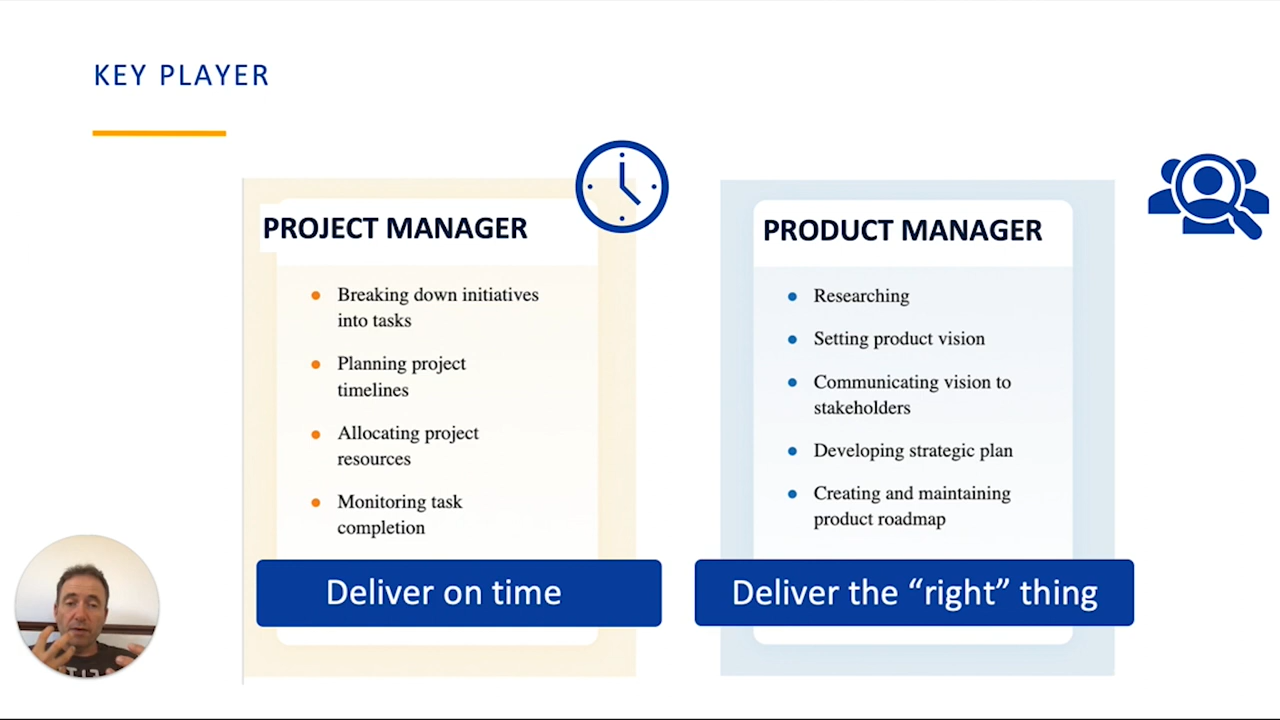 KEY PLAYER
PROJECT MANAGER
Breaking down initiatives
into tasks
Planning project
timelines
Allocating project
resources
Monitoring task
completion
Deliver on time
PRODUCT MANAGER
Researching
Setting product vision
Communicating vision to
stakeholders
Developing strategic plan
Creating and maintaining
product roadmap
Deliver the “right” thing